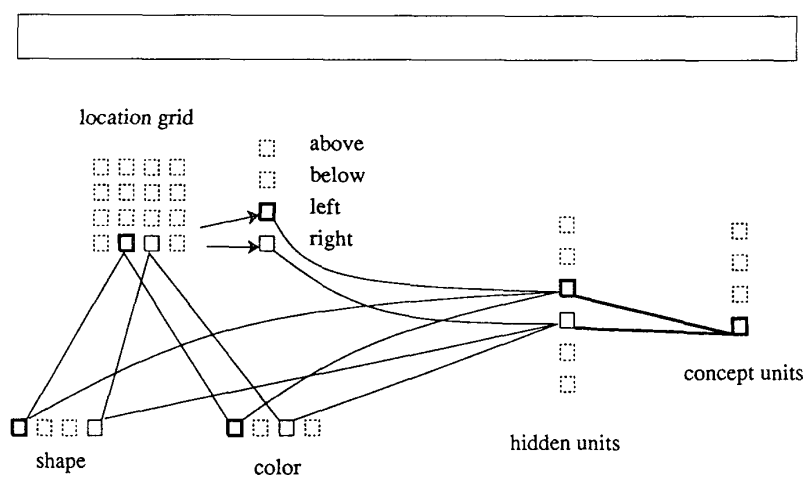 location grid
above
below
left
right
concept units
hidden units
shape
color